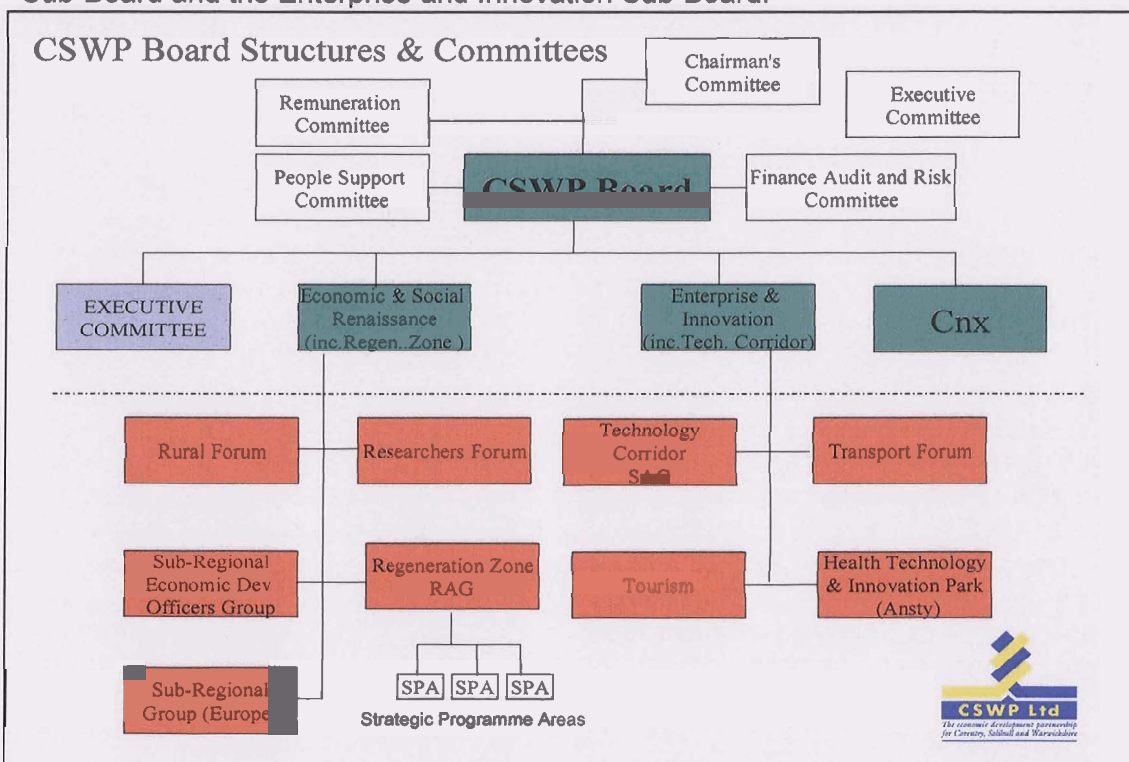 Sub-Board and the Enterprise and Innovation Sub-Board.
CSWP Board Structures & Committees
Chairman's
Committee
Remuneration
Committee
Executive
Committee
People Support
Committee
CSWP Board
Finance Audit and Risk
Committee
EXECUTIVE
COMMITTEE
Economic & Social
Renaissance
(inc.Regen..Zone )
Enterprise &
Innovation
(inc.Tech. Corridor)
Cnx
Rural Forum
Researchers Forum
Technology
Corridor
Transport Forum
Sub-Regional
Economic Dev
Officers Group
Regeneration Zone
RAG
Tourism
Health Technology
& Innovation Park
(Ansty)
Sub-Regional
Group (Europe
SPA SPA SPA
Strategic Programme Areas
CSWP Ltd
The economic development partnership
for Coventry, Solihull and Warwickshire